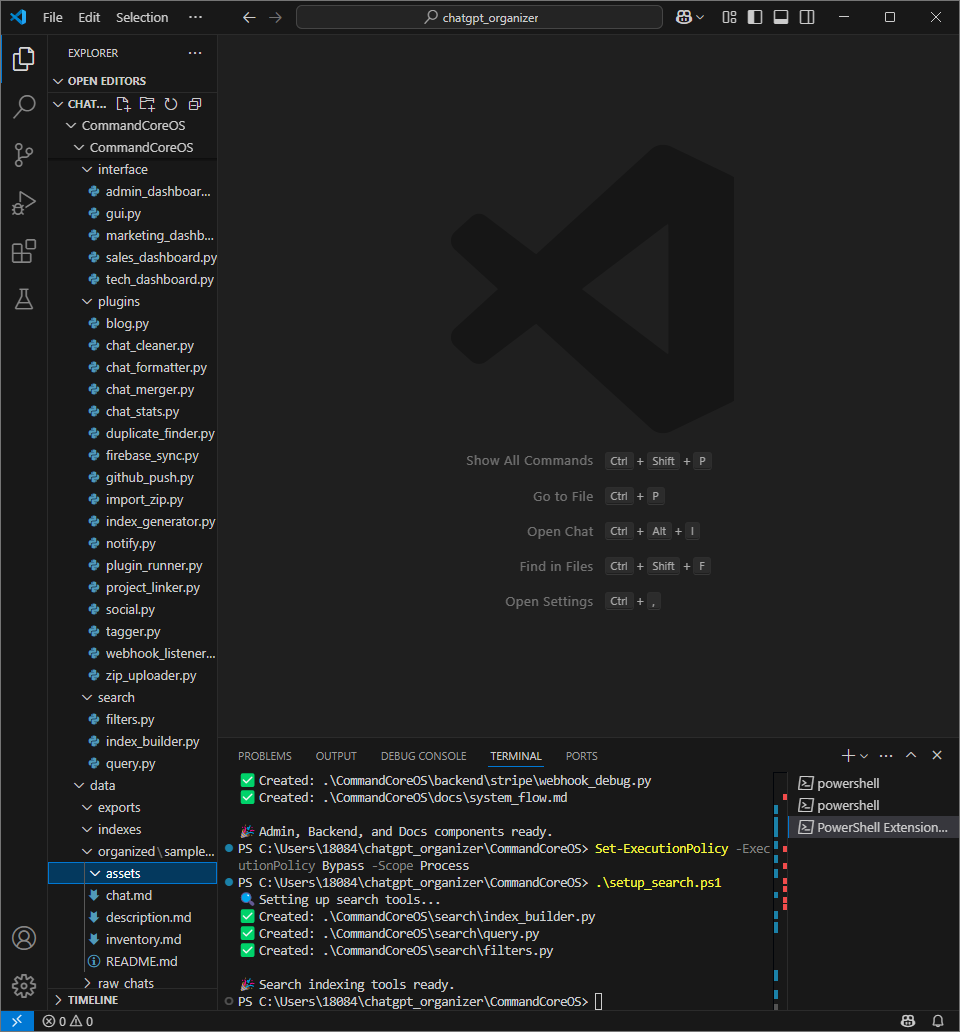 File Edit Selection ··· chatgpt_organizer
EXPLORER
OPEN EDITORS
CHAT...
CommandCoreOS
CommandCoreOS
interface
admin_dashboar...
gui.py
marketing_dashb...
sales_dashboard.py
tech_dashboard.py
plugins
blog.py
chat_cleaner.py
chat_formatter.py
chat_merger.py
chat_stats.py
duplicate_finder.py
firebase_sync.py
github_push.py
import_zip.py
index_generator.py
notify.py
plugin_runner.py
project_linker.py
social.py
tagger.py
webhook_listener...
zip_uploader.py
search
filters.py
index_builder.py
query.py
data
exports
indexes
organized\sample...
assets
chat.md
description.md
inventory.md
README.md
raw chats
TIMELINE
Show All Commands Ctrl + Shift + P
Go to File Ctrl + P
Open Chat Ctrl + Alt + I
Find in Files Ctrl + Shift + F
Open Settings Ctrl + ,
PROBLEMS OUTPUT DEBUG CONSOLE TERMINAL PORTS
✅ Created: .\CommandCoreOS\backend\stripe\webhook_debug.py
✅ Created: .\CommandCoreOS\docs\system_flow.md
🎉 Admin, Backend, and Docs components ready.
PS C:\Users\18084\chatgpt_organizer\CommandCoreOS> Set-ExecutionPolicy -Exec
utionPolicy Bypass -Scope Process
PS C:\Users\18084\chatgpt_organizer\CommandCoreOS> .\setup_search.ps1
🔍 Setting up search tools...
✅ Created: .\CommandCoreOS\search\index_builder.py
✅ Created: .\CommandCoreOS\search\query.py
✅ Created: .\CommandCoreOS\search\filters.py
🎉 Search indexing tools ready.
PS C:\Users\18084\chatgpt_organizer\CommandCoreOS>
powershell
powershell
PowerShell Extension...
0 0